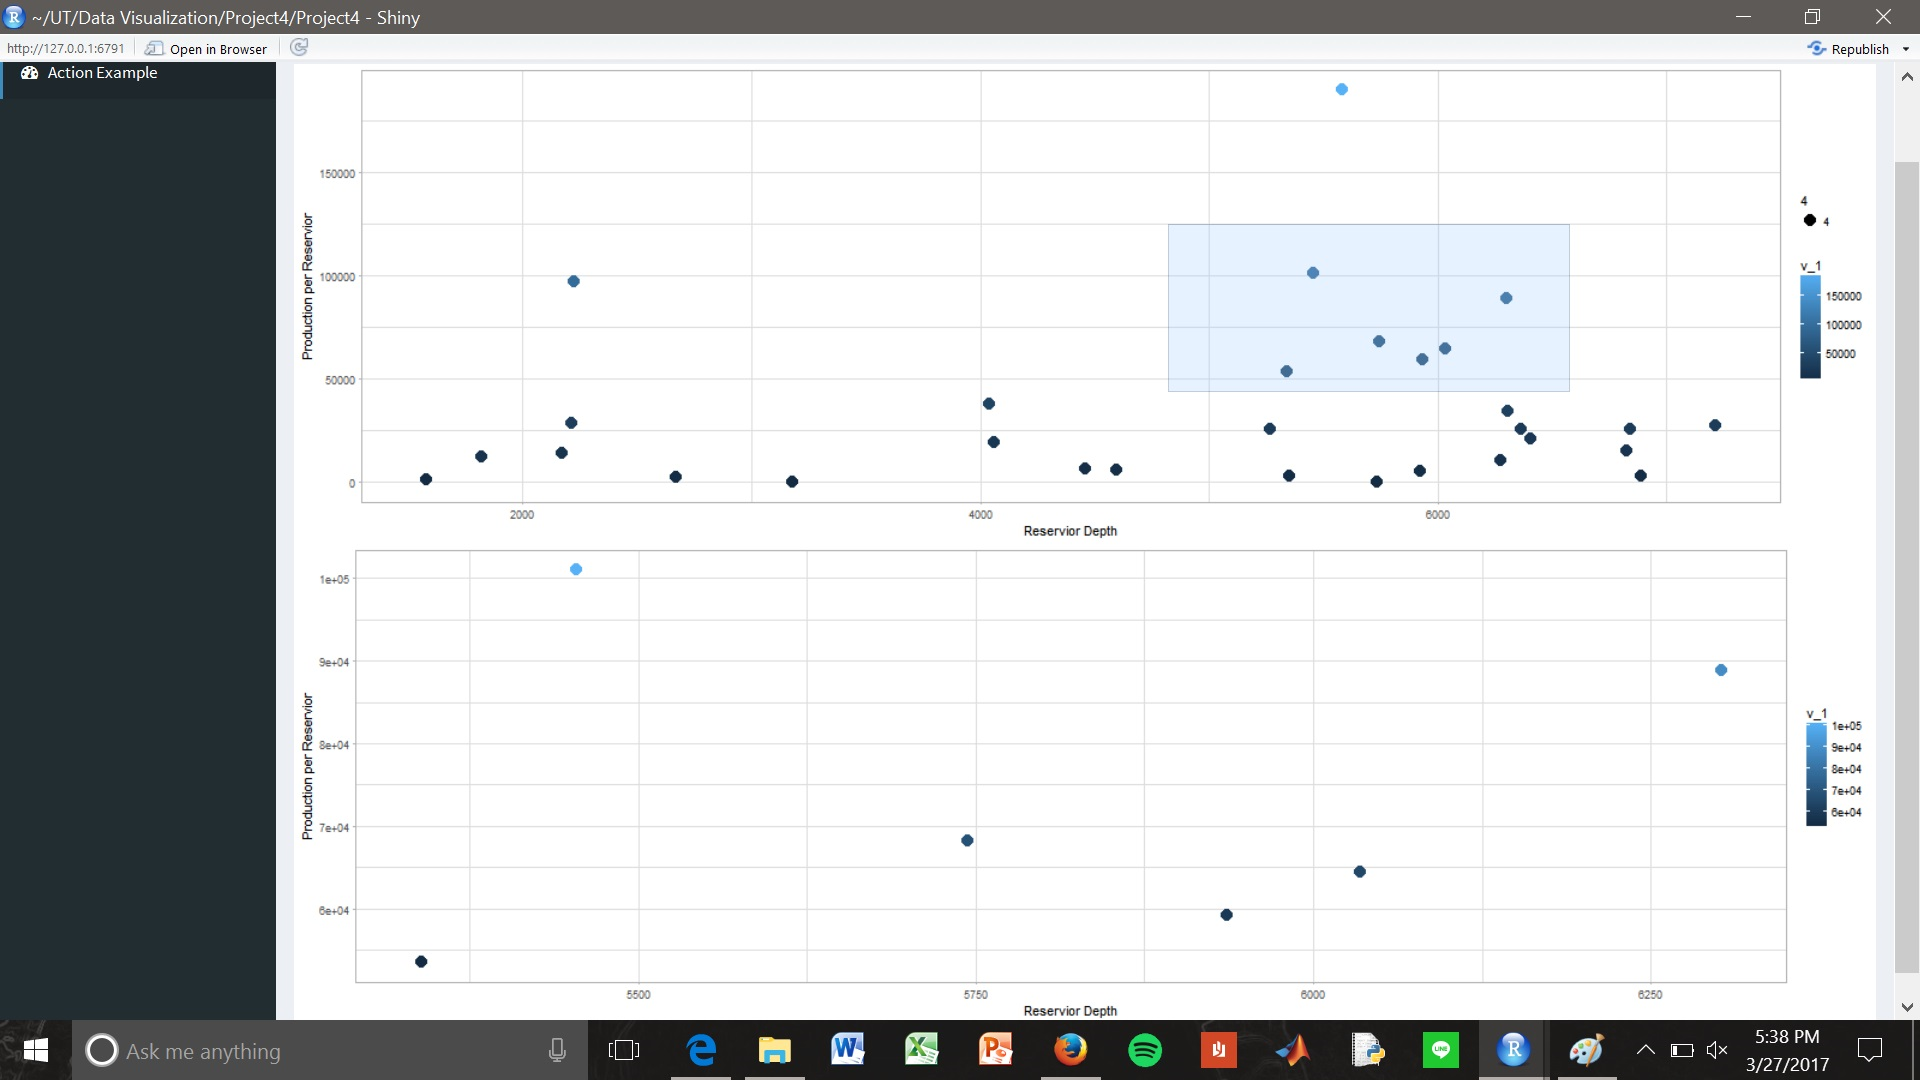 ~/UT/Data Visualization/Project4/Project4 - Shiny
http://127.0.0.1:6791 Open in Browser Republish
Action Example
150000
100000
50000
0
Production per Reservior
2000 4000 6000
Reservior Depth
4
4
v_1
150000
100000
50000
1e+05
9e+04
8e+04
7e+04
6e+04
Production per Reservior
5500 5750 6000 6250
Reservior Depth
v_1
1e+05
9e+04
8e+04
7e+04
6e+04
Ask me anything
5:38 PM
3/27/2017